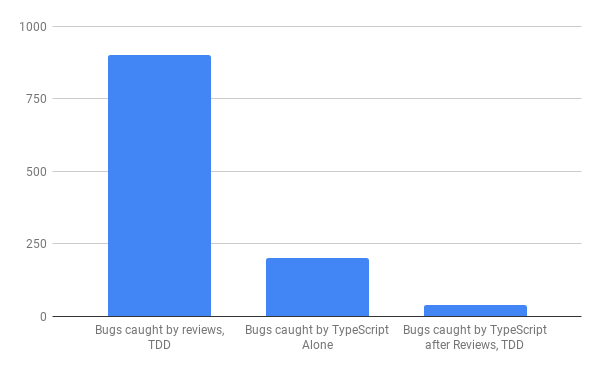 1000
750
500
250
0
Bugs caught by reviews,
TDD
Bugs caught by TypeScript
Alone
Bugs caught by TypeScript
after Reviews, TDD